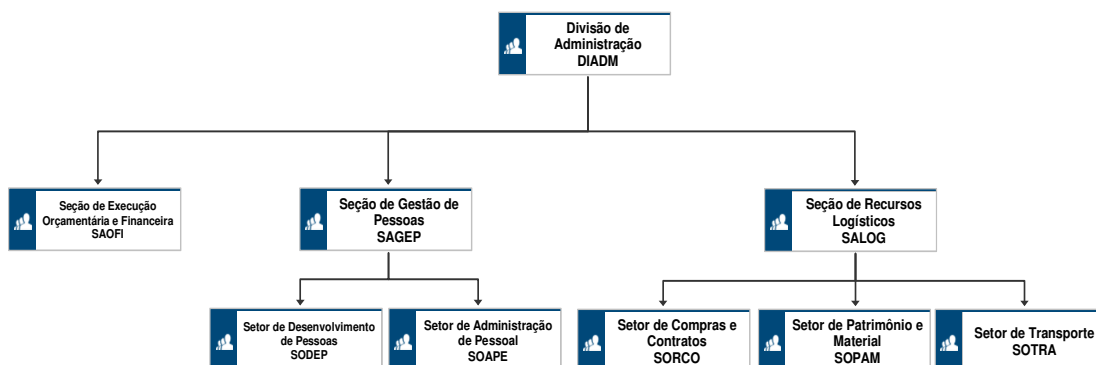 Divisão de
Administração
DIADM
Seção de Execução
Orçamentária e Financeira
SAOFI
Seção de Gestão de
Pessoas
SAGEP
Seção de Recursos
Logísticos
SALOG
Setor de Desenvolvimento
de Pessoas
SODEP
Setor de Administração
de Pessoal
SOAPE
Setor de Compras e
Contratos
SORCO
Setor de Patrimônio e
Material
SOPAM
Setor de Transporte
SOTRA